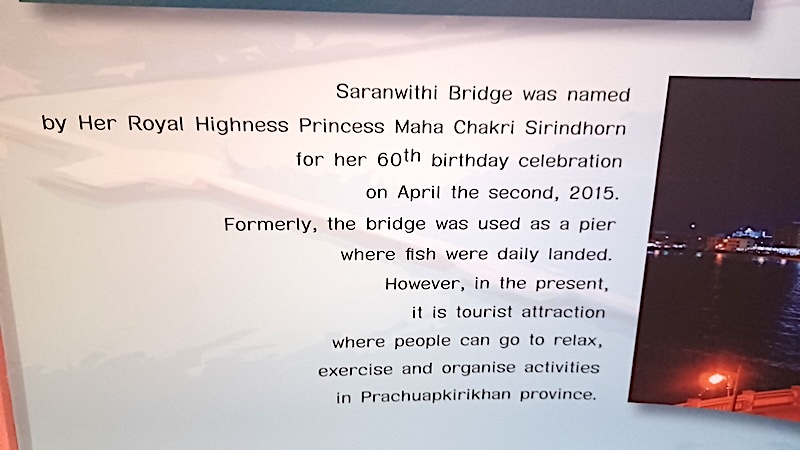 Saranwithi Bridge was named
by Her Royal Highness Princess Maha Chakri Sirindhorn
for her 60th birthday celebration
on April the second, 2015.
Formerly, the bridge was used as a pier
where fish were daily landed.
However, in the present,
it is tourist attraction
where people can go to relax,
exercise and organise activities
in Prachuapkirikhan province.